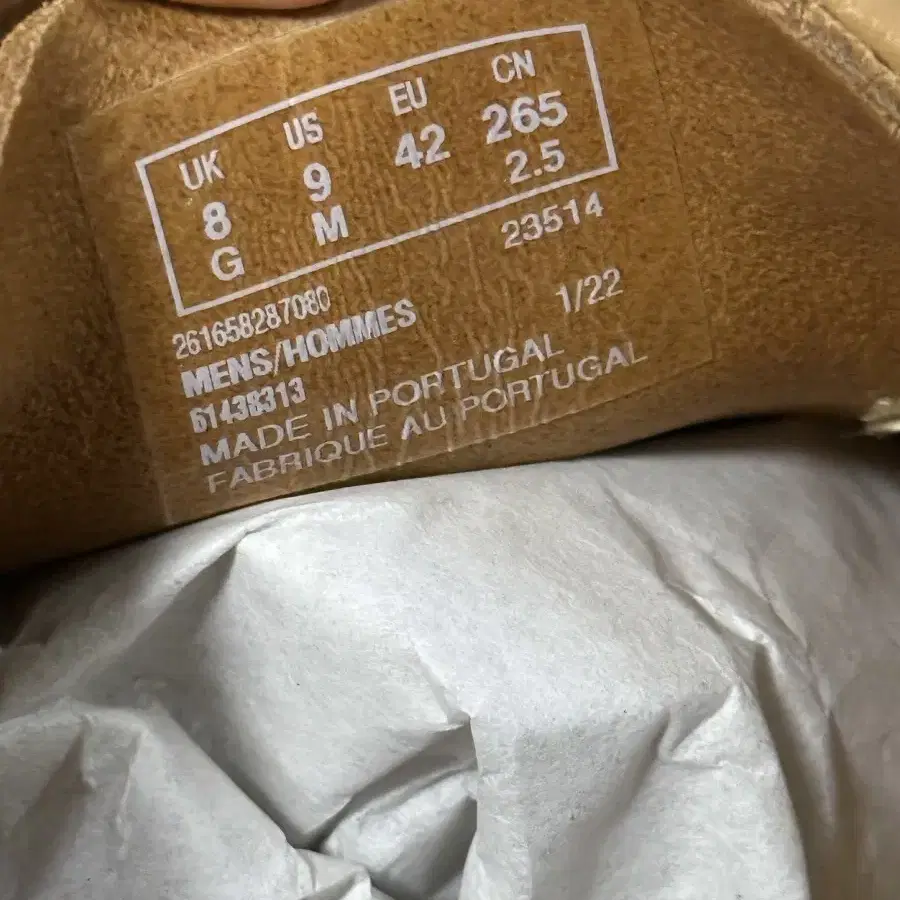 UK US EU CN
8 9 42 265
G M 2.5
23514
261658287080 1/22
MENS/HOMMES
61438313
MADE IN PORTUGAL
FABRIQUE AU PORTUGAL